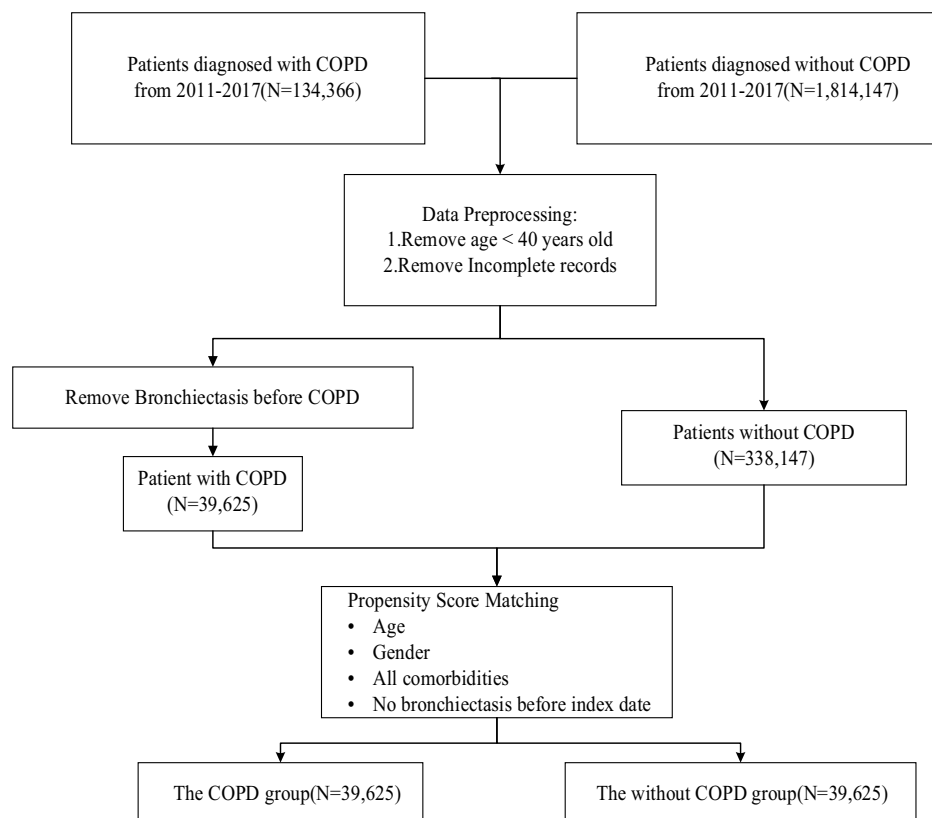 Patients diagnosed with COPD
from 2011-2017(N=134,366)
Patients diagnosed without COPD
from 2011-2017(N=1,814,147)
Data Preprocessing:
1.Remove age < 40 years old
2.Remove Incomplete records
Remove Bronchiectasis before COPD
Patients without COPD
(N=338,147)
Patient with COPD
(N=39,625)
Propensity Score Matching
• Age
• Gender
• All comorbidities
• No bronchiectasis before index date
The COPD group(N=39,625)
The without COPD group(N=39,625)